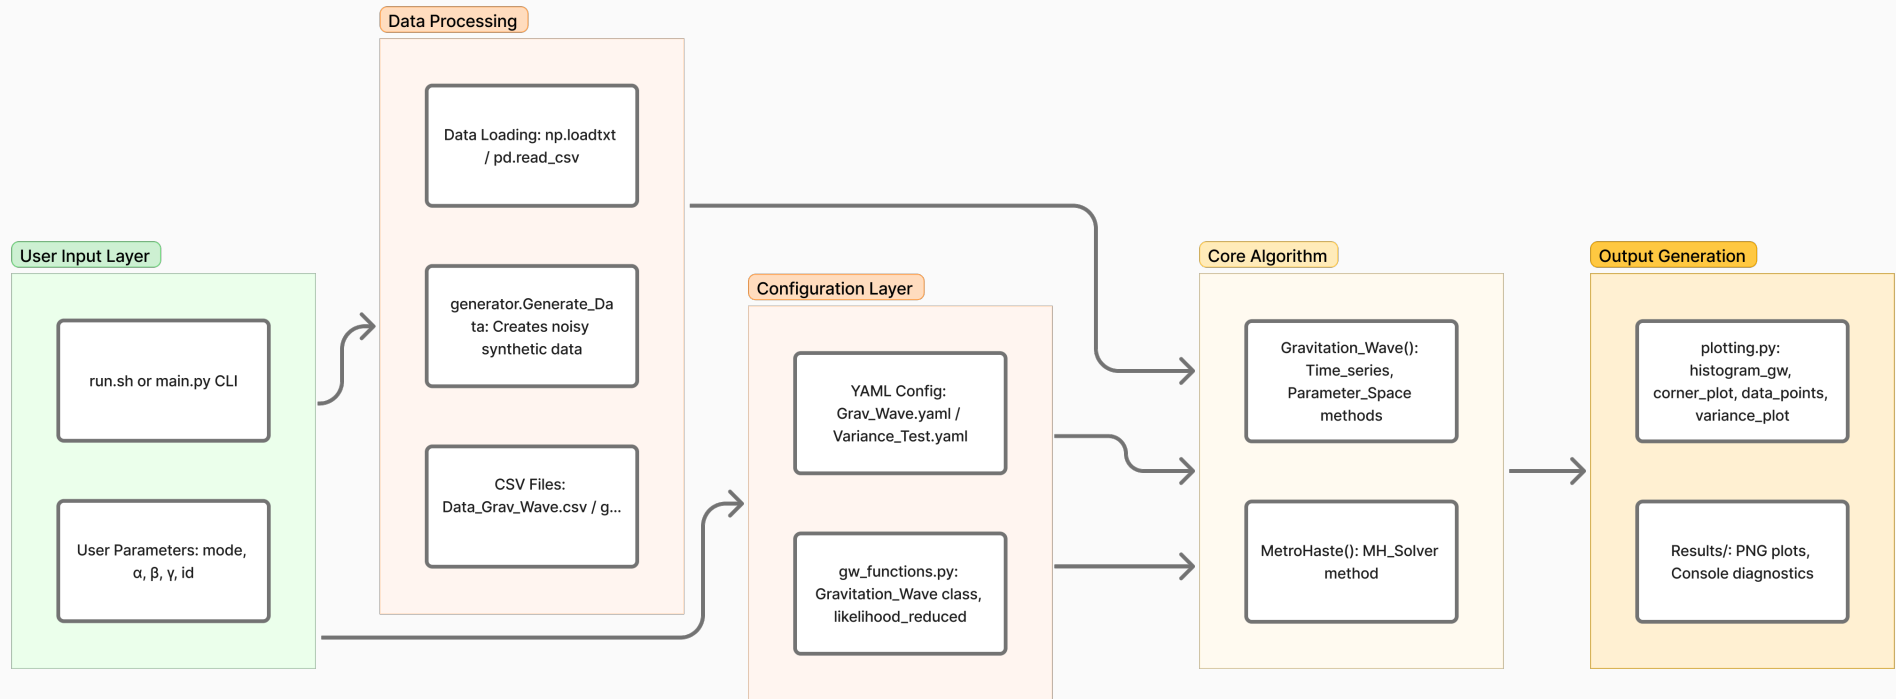 Data Processing
Data Loading: np.loadtxt
/ pd.read_csv
generator.Generate_Da
ta: Creates noisy
synthetic data
CSV Files:
Data_Grav_Wave.csv / g...
User Input Layer
run.sh or main.py CLI
User Parameters: mode,
α, β, γ, id
Configuration Layer
YAML Config:
Grav_Wave.yaml /
Variance_Test.yaml
gw_functions.py:
Gravitation_Wave class,
likelihood_reduced
Core Algorithm
Gravitation_Wave():
Time_series,
Parameter_Space
methods
MetroHaste(): MH_Solver
method
Output Generation
plotting.py:
histogram_gw,
corner_plot, data_points,
variance_plot
Results/: PNG plots,
Console diagnostics